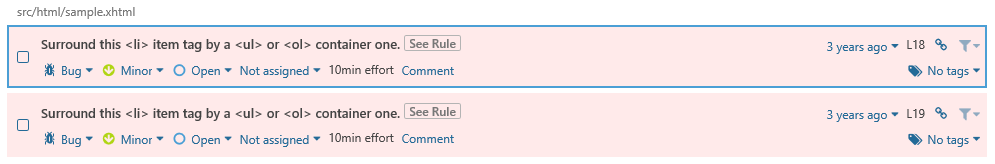 src/html/sample.xhtml
Surround this <li> item tag by a <ul> or <ol> container one. See Rule 3 years ago L18
Bug Minor Open Not assigned 10min effort Comment No tags
Surround this <li> item tag by a <ul> or <ol> container one. See Rule 3 years ago L19
Bug Minor Open Not assigned 10min effort Comment No tags